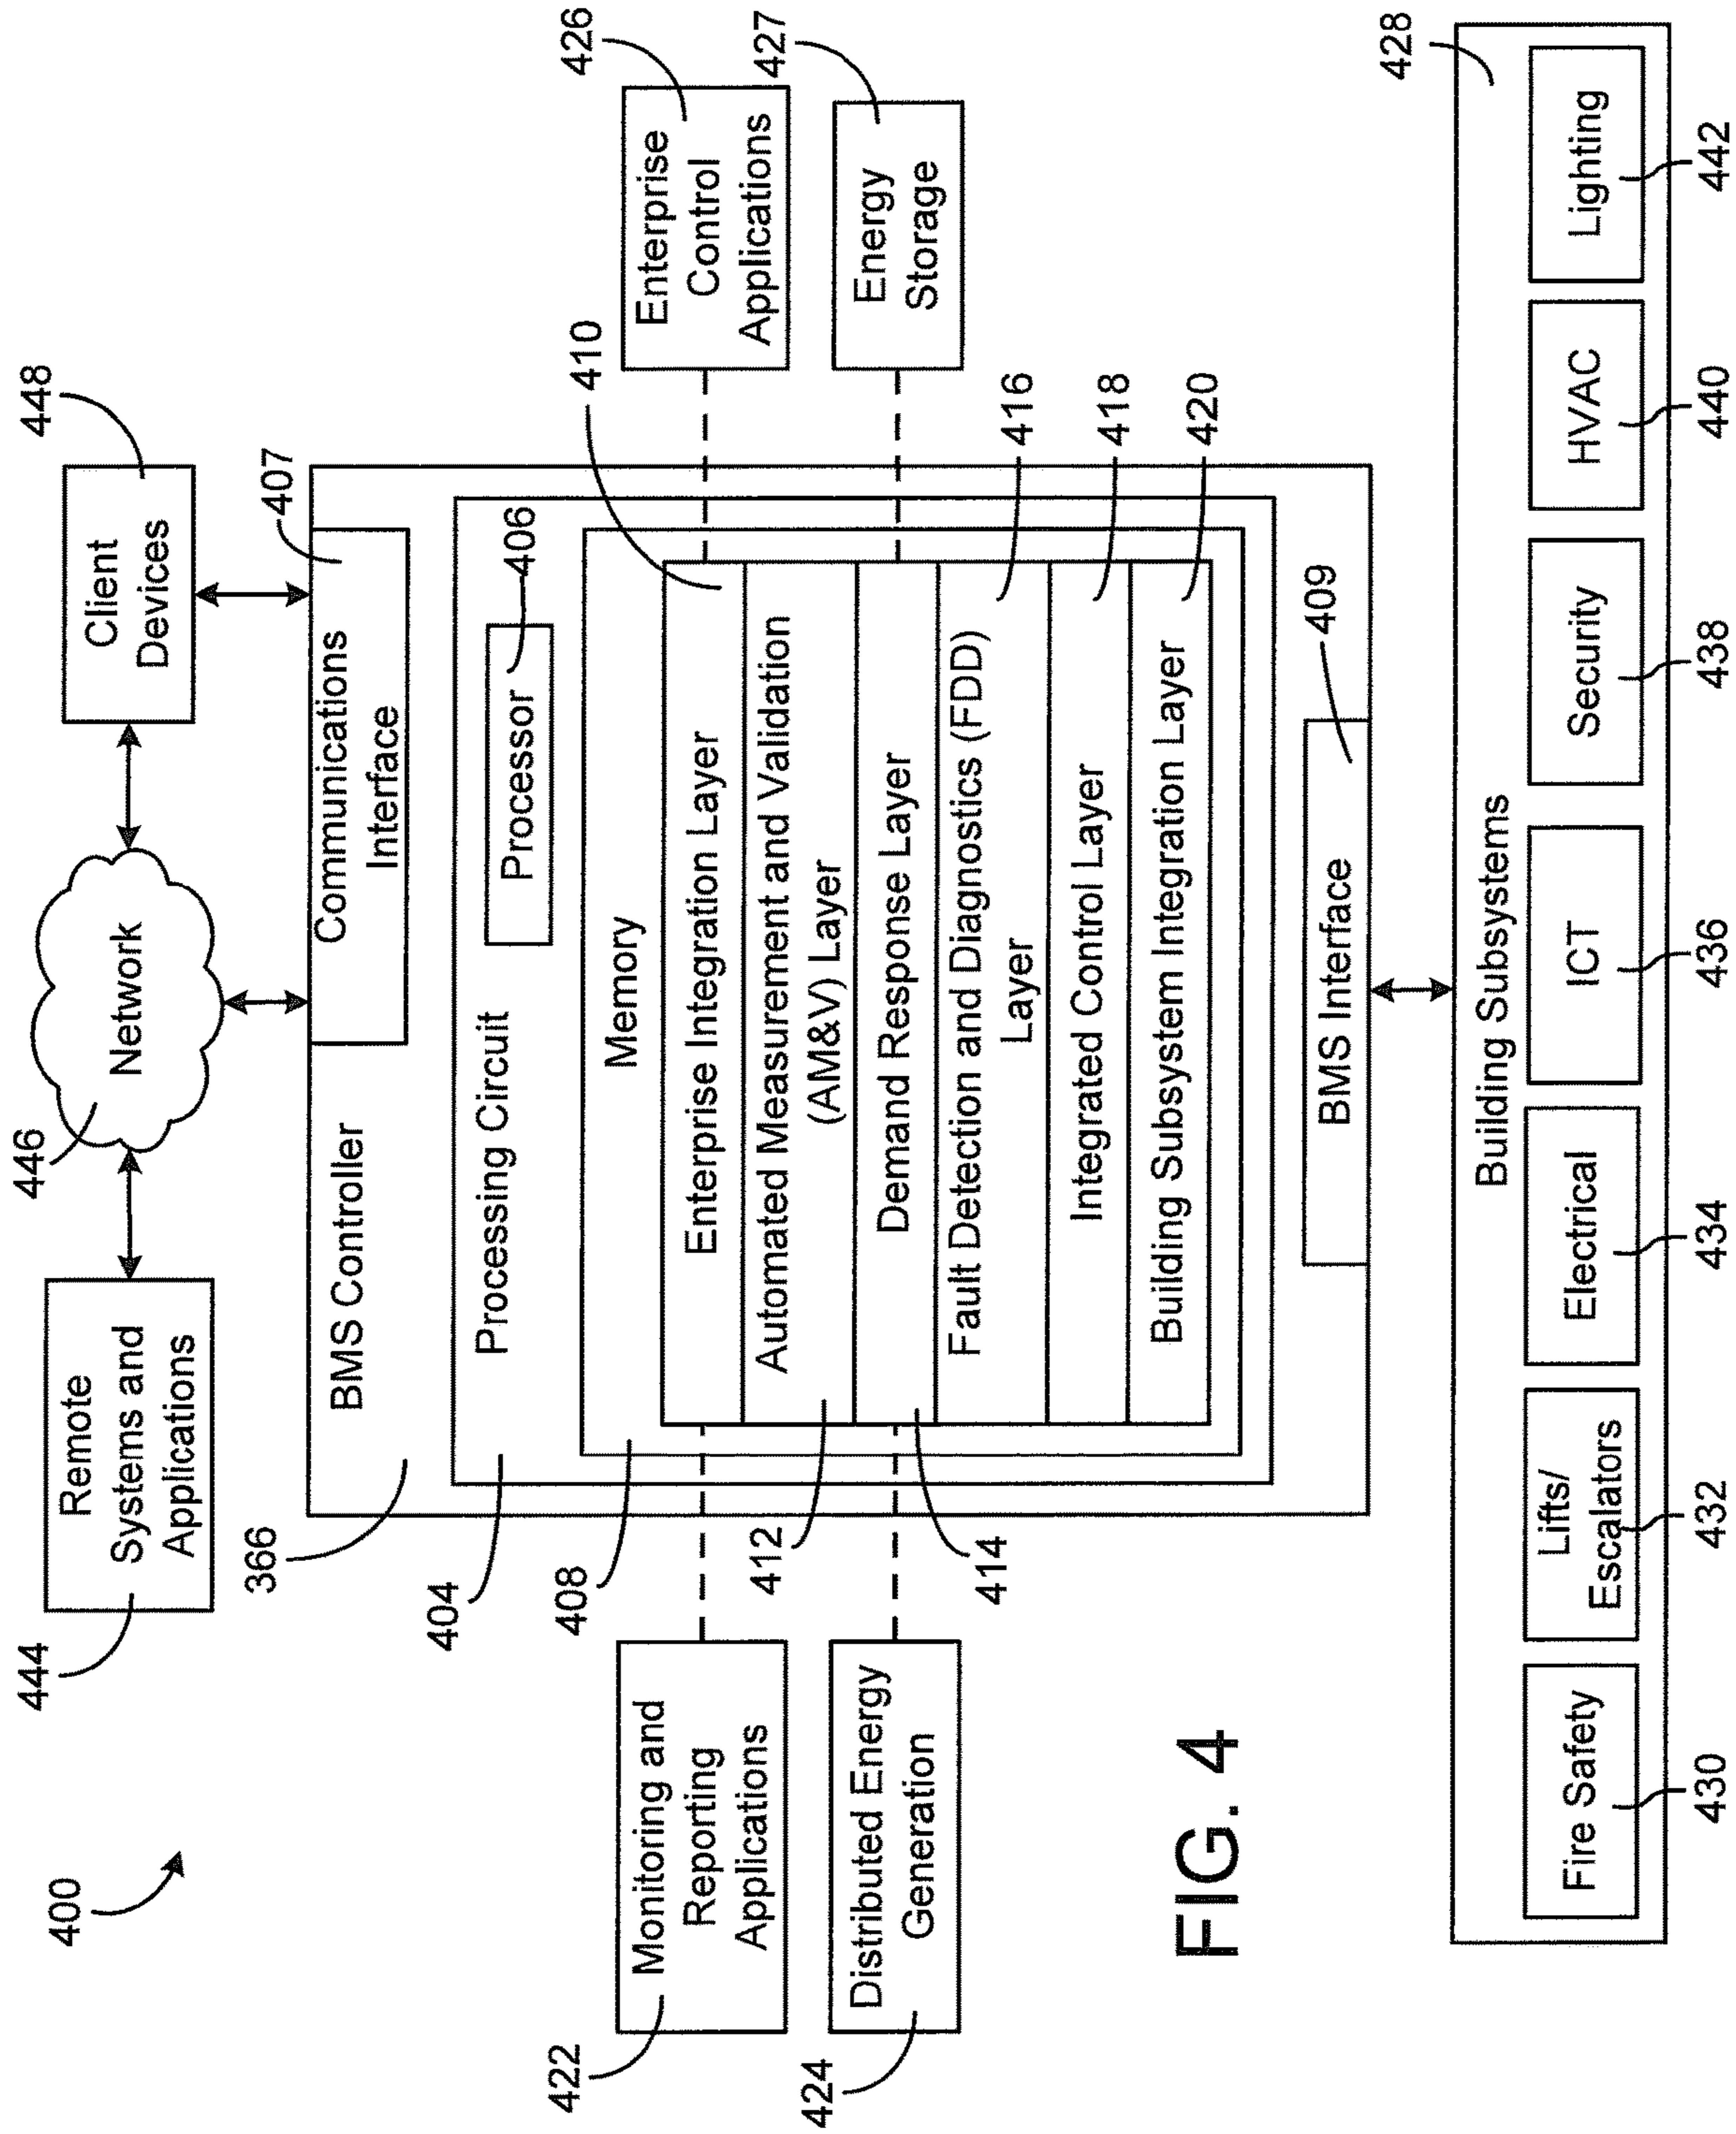 400
444
Remote
Systems and
Applications
446
Network
448
Client
Devices
366
BMS Controller
407
Communications
Interface
404
Processing Circuit
406
Processor
408
Memory
410
Enterprise Integration Layer
Automated Measurement and Validation
(AM&V) Layer
412
Demand Response Layer
414
Fault Detection and Diagnostics (FDD)
Layer
416
Integrated Control Layer
418
Building Subsystem Integration Layer
420
BMS Interface
409
422
Monitoring and
Reporting
Applications
424
Distributed Energy
Generation
426
Enterprise
Control
Applications
427
Energy
Storage
FIG. 4
428
Building Subsystems
Fire Safety
Lifts/
Escalators
Electrical
ICT
Security
HVAC
Lighting
430
432
434
436
438
440
442